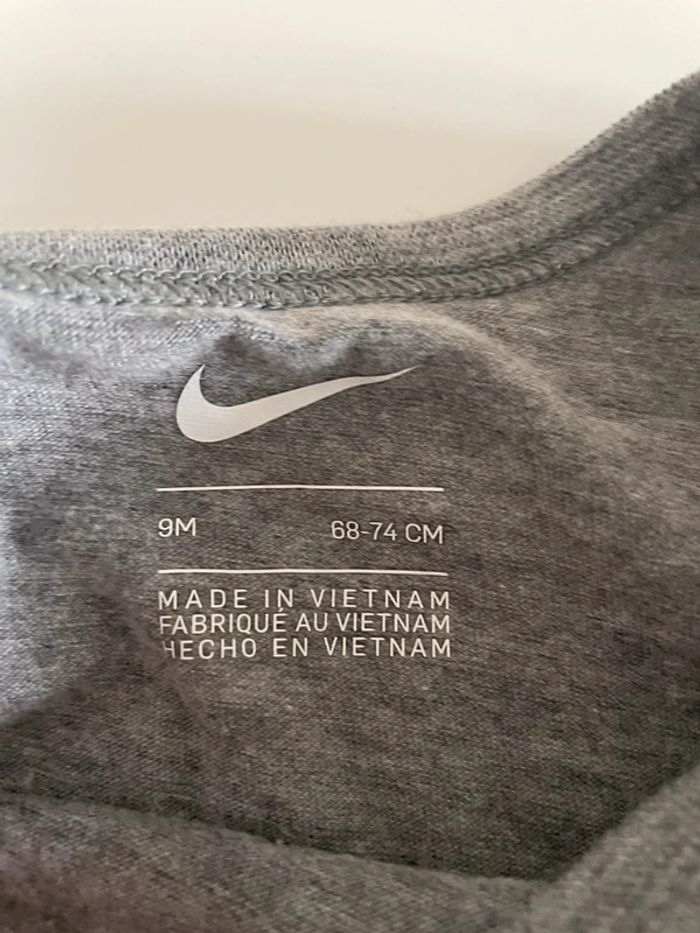 9M 68-74 CM
MADE IN VIETNAM
FABRIQUÉ AU VIETNAM
HECHO EN VIETNAM